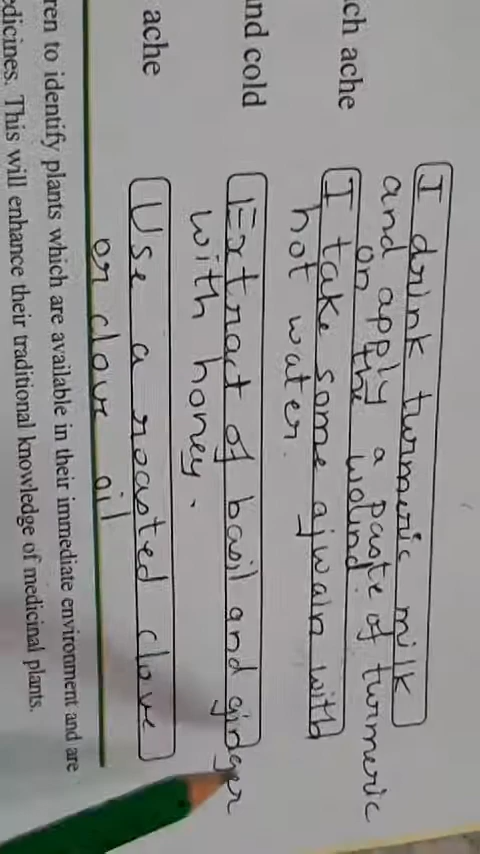 I drink turmeric milk
and apply a paste of turmeric
on the wound.
ch ache
I take some ajwain with
hot water.
nd cold
Extract of basil and ginger
with honey.
ache
Use a roasted clove
or clove oil
ren to identify plants which are available in their immediate environment and are
edicines. This will enhance their traditional knowledge of medicinal plants.